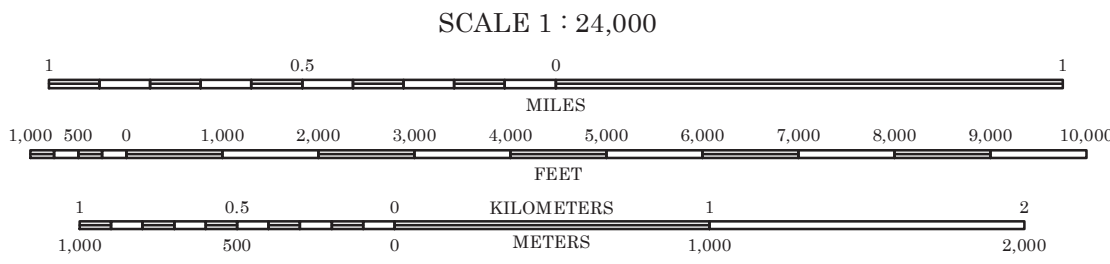 SCALE 1 : 24,000
1 0.5 0 1
MILES
1,000 500 0 1,000 2,000 3,000 4,000 5,000 6,000 7,000 8,000 9,000 10,000
FEET
1 0.5 0 KILOMETERS 1 2
1,000 500 0 METERS 1,000 2,000